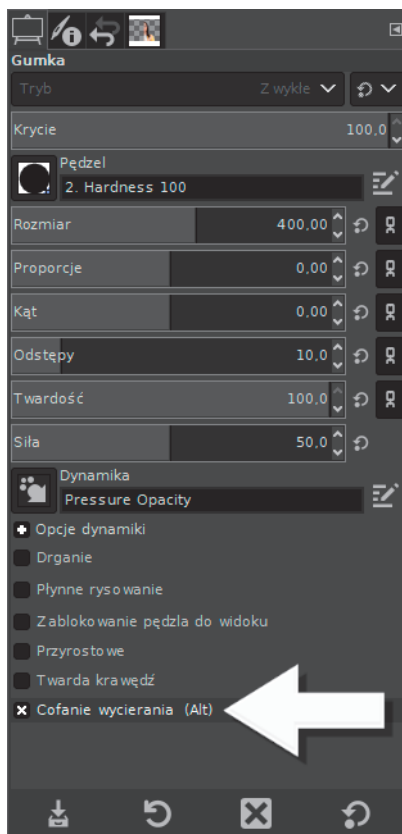 Gumka
Tryb Zwykłe
Krycie 100,0
Pędzel
2. Hardness 100
Rozmiar 400,00
Proporcje 0,00
Kąt 0,00
Odstępy 10,0
Twardość 100,0
Siła 50,0
Dynamika
Pressure Opacity
Opcje dynamiki
Drganie
Płynne rysowanie
Zablokowanie pędzla do widoku
Przyrostowe
Twarda krawędź
Cofanie wycierania (Alt)